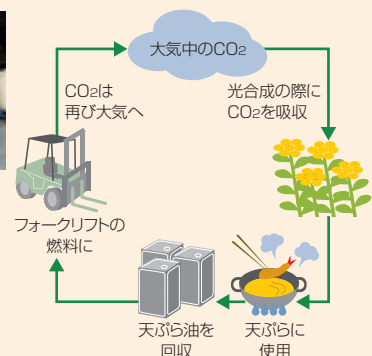 大気中のCO2
CO2は
再び大気へ
光合成の際に
CO2を吸収
フォークリフトの
燃料に
天ぷら油を
回収
天ぷらに
使用